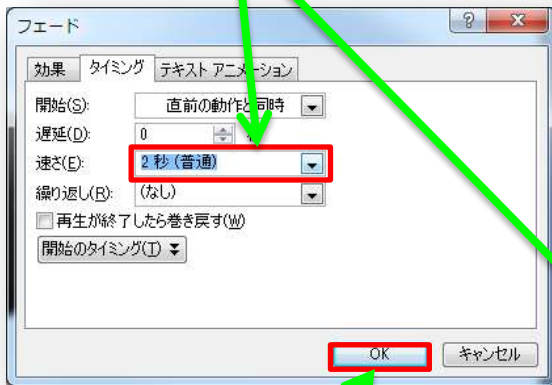 フェード
効果 タイミング テキスト アニメーション
開始(S): 直前の動作と同時
遅延(D): 0
速さ(E): 2 秒 (普通)
繰り返し(R): (なし)
再生が終了したら巻き戻す(W)
開始のタイミング(T)
OK キャンセル